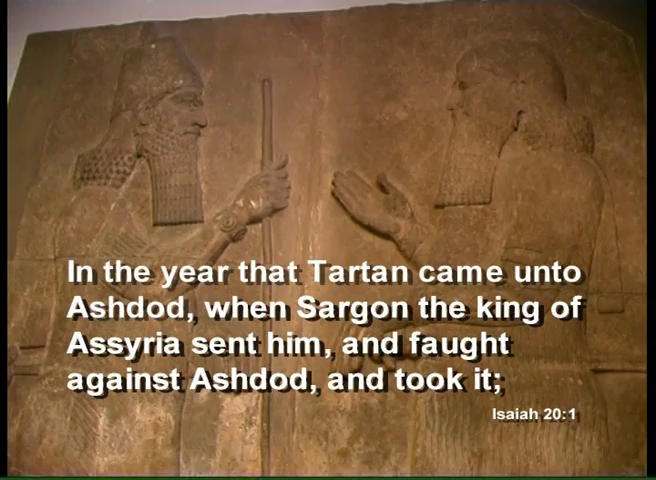 In the year that Tartan came unto
Ashdod, when Sargon the king of
Assyria sent him, and faught
against Ashdod, and took it;
Isaiah 20:1